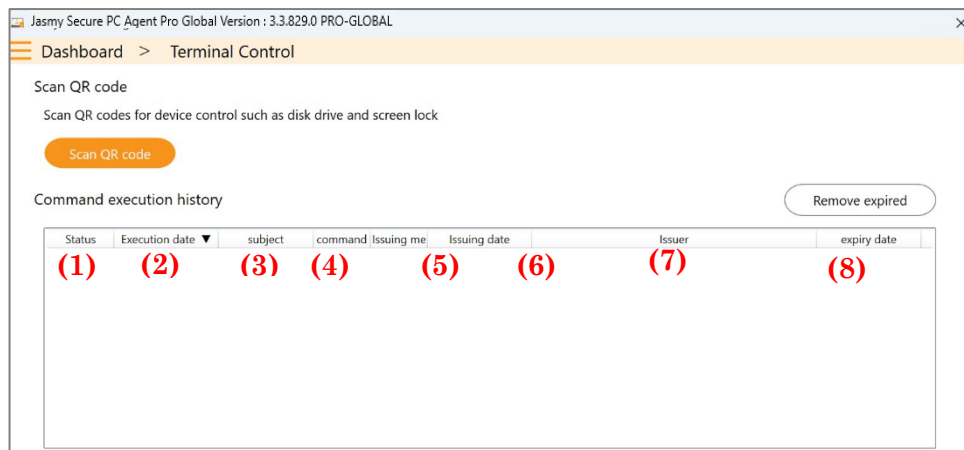 Jasmy Secure PC Agent Pro Global Version : 3.3.829.0 PRO-GLOBAL
Dashboard > Terminal Control
Scan QR code
Scan QR codes for device control such as disk drive and screen lock
Scan QR code
Command execution history
Remove expired
Status Execution date ▼ subject command Issuing me Issuing date Issuer expiry date
(1) (2) (3) (4) (5) (6) (7) (8)